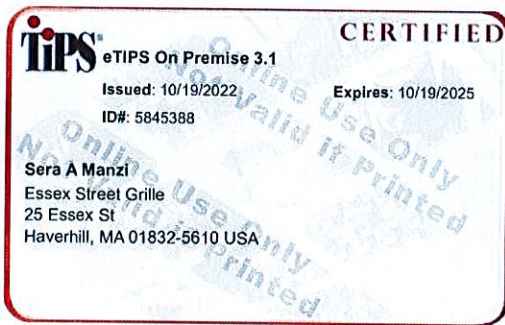 CERTIFIED
TiPS® eTIPS On Premise 3.1
Issued: 10/19/2022 Expires: 10/19/2025
ID#: 5845388
Sera A Manzi
Essex Street Grille
25 Essex St
Haverhill, MA 01832-5610 USA
Online Use Only
Not Valid if Printed
Online Use Only
Not Valid if Printed